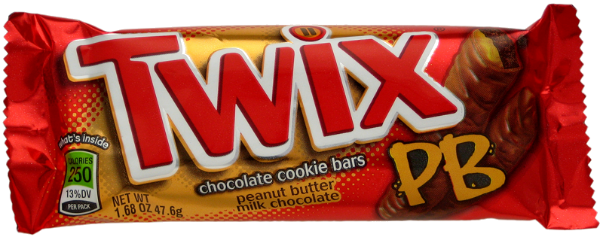 TWIX
PB
chocolate cookie bars
peanut butter
milk chocolate
what's inside
CALORIES
250
13%DV
PER PACK
NET WT
1.68 OZ 47.6g